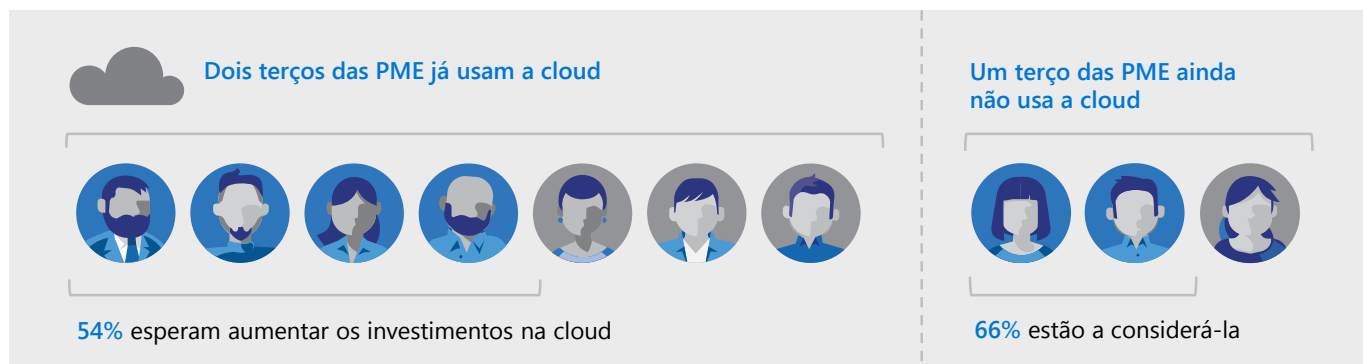 Dois terços das PME já usam a cloud
Um terço das PME ainda
não usa a cloud
54% esperam aumentar os investimentos na cloud
66% estão a considerá-la